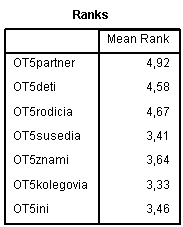 Ranks
Mean Rank
OT5partner 4,92
OT5deti 4,58
OT5rodicia 4,67
OT5susedia 3,41
OT5znami 3,64
OT5kolegovia 3,33
OT5ini 3,46